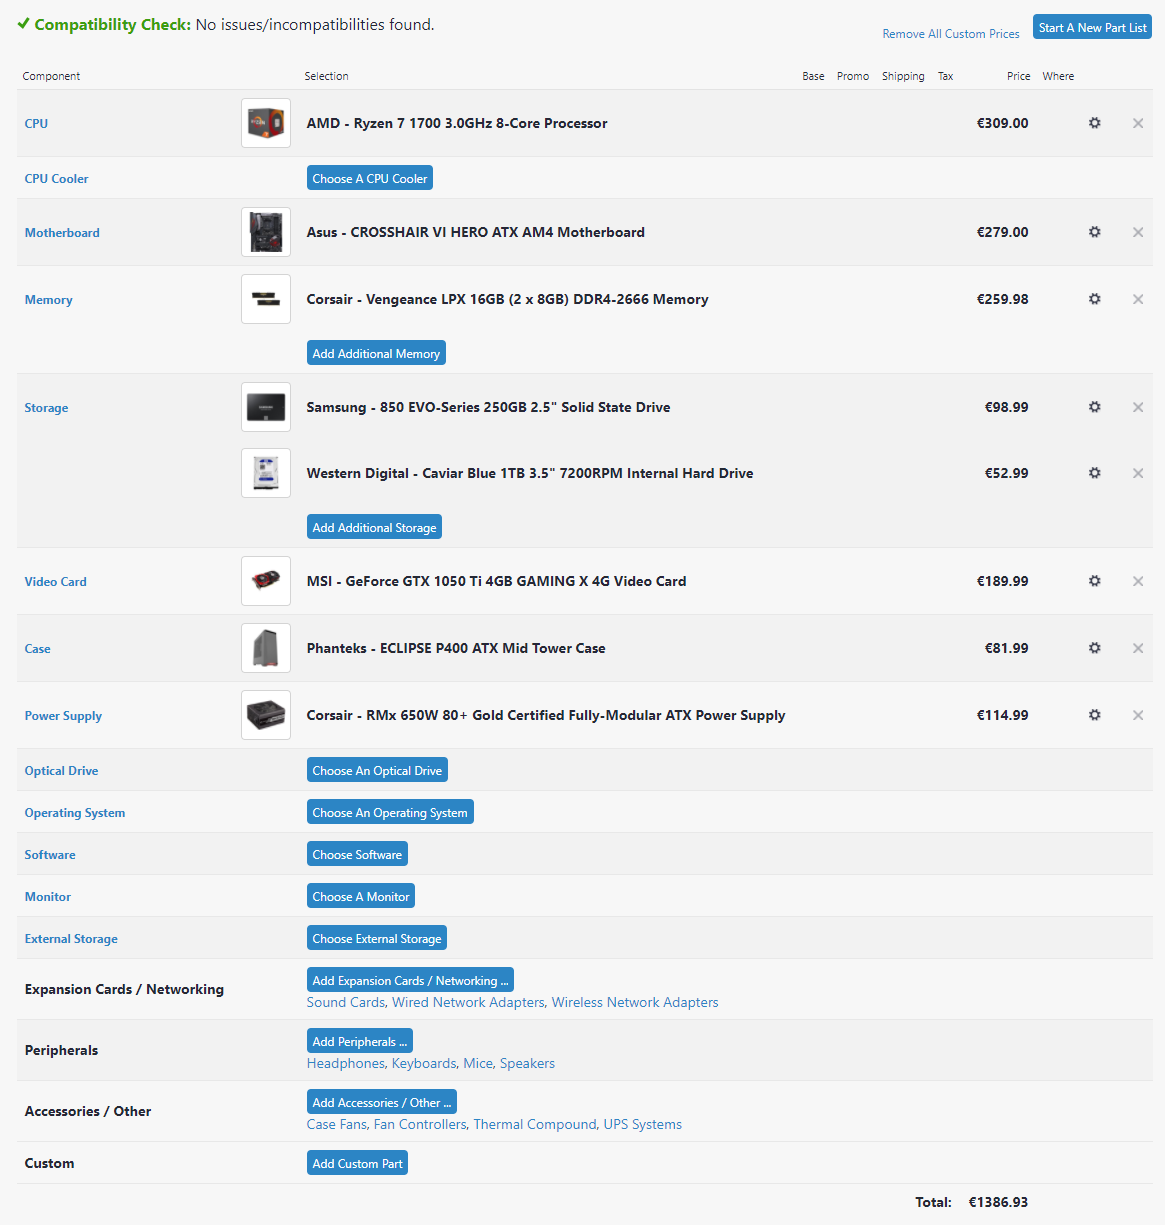 ✔ Compatibility Check: No issues/incompatibilities found.
Remove All Custom Prices Start A New Part List
Component Selection Base Promo Shipping Tax Price Where
CPU AMD - Ryzen 7 1700 3.0GHz 8-Core Processor €309.00
CPU Cooler Choose A CPU Cooler
Motherboard Asus - CROSSHAIR VI HERO ATX AM4 Motherboard €279.00
Memory Corsair - Vengeance LPX 16GB (2 x 8GB) DDR4-2666 Memory €259.98
Add Additional Memory
Storage Samsung - 850 EVO-Series 250GB 2.5" Solid State Drive €98.99
Western Digital - Caviar Blue 1TB 3.5" 7200RPM Internal Hard Drive €52.99
Add Additional Storage
Video Card MSI - GeForce GTX 1050 Ti 4GB GAMING X 4G Video Card €189.99
Case Phanteks - ECLIPSE P400 ATX Mid Tower Case €81.99
Power Supply Corsair - RMx 650W 80+ Gold Certified Fully-Modular ATX Power Supply €114.99
Optical Drive Choose An Optical Drive
Operating System Choose An Operating System
Software Choose Software
Monitor Choose A Monitor
External Storage Choose External Storage
Expansion Cards / Networking Add Expansion Cards / Networking ...
Sound Cards, Wired Network Adapters, Wireless Network Adapters
Peripherals Add Peripherals ...
Headphones, Keyboards, Mice, Speakers
Accessories / Other Add Accessories / Other ...
Case Fans, Fan Controllers, Thermal Compound, UPS Systems
Custom Add Custom Part
Total: €1386.93